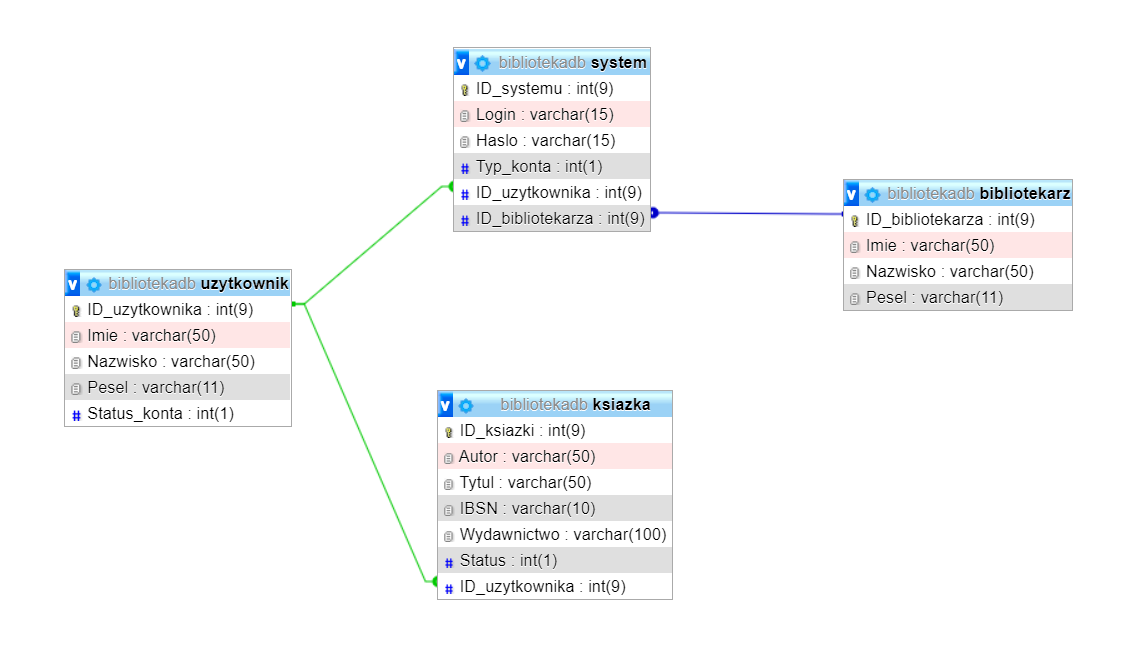 v bibliotekadb system
ID_systemu : int(9)
Login : varchar(15)
Haslo : varchar(15)
# Typ_konta : int(1)
# ID_uzytkownika : int(9)
# ID_bibliotekarza : int(9)
v bibliotekadb bibliotekarz
ID_bibliotekarza : int(9)
Imie : varchar(50)
Nazwisko : varchar(50)
Pesel : varchar(11)
v bibliotekadb uzytkownik
ID_uzytkownika : int(9)
Imie : varchar(50)
Nazwisko : varchar(50)
Pesel : varchar(11)
# Status_konta : int(1)
v bibliotekadb ksiazka
ID_ksiazki : int(9)
Autor : varchar(50)
Tytul : varchar(50)
IBSN : varchar(10)
Wydawnictwo : varchar(100)
# Status : int(1)
# ID_uzytkownika : int(9)